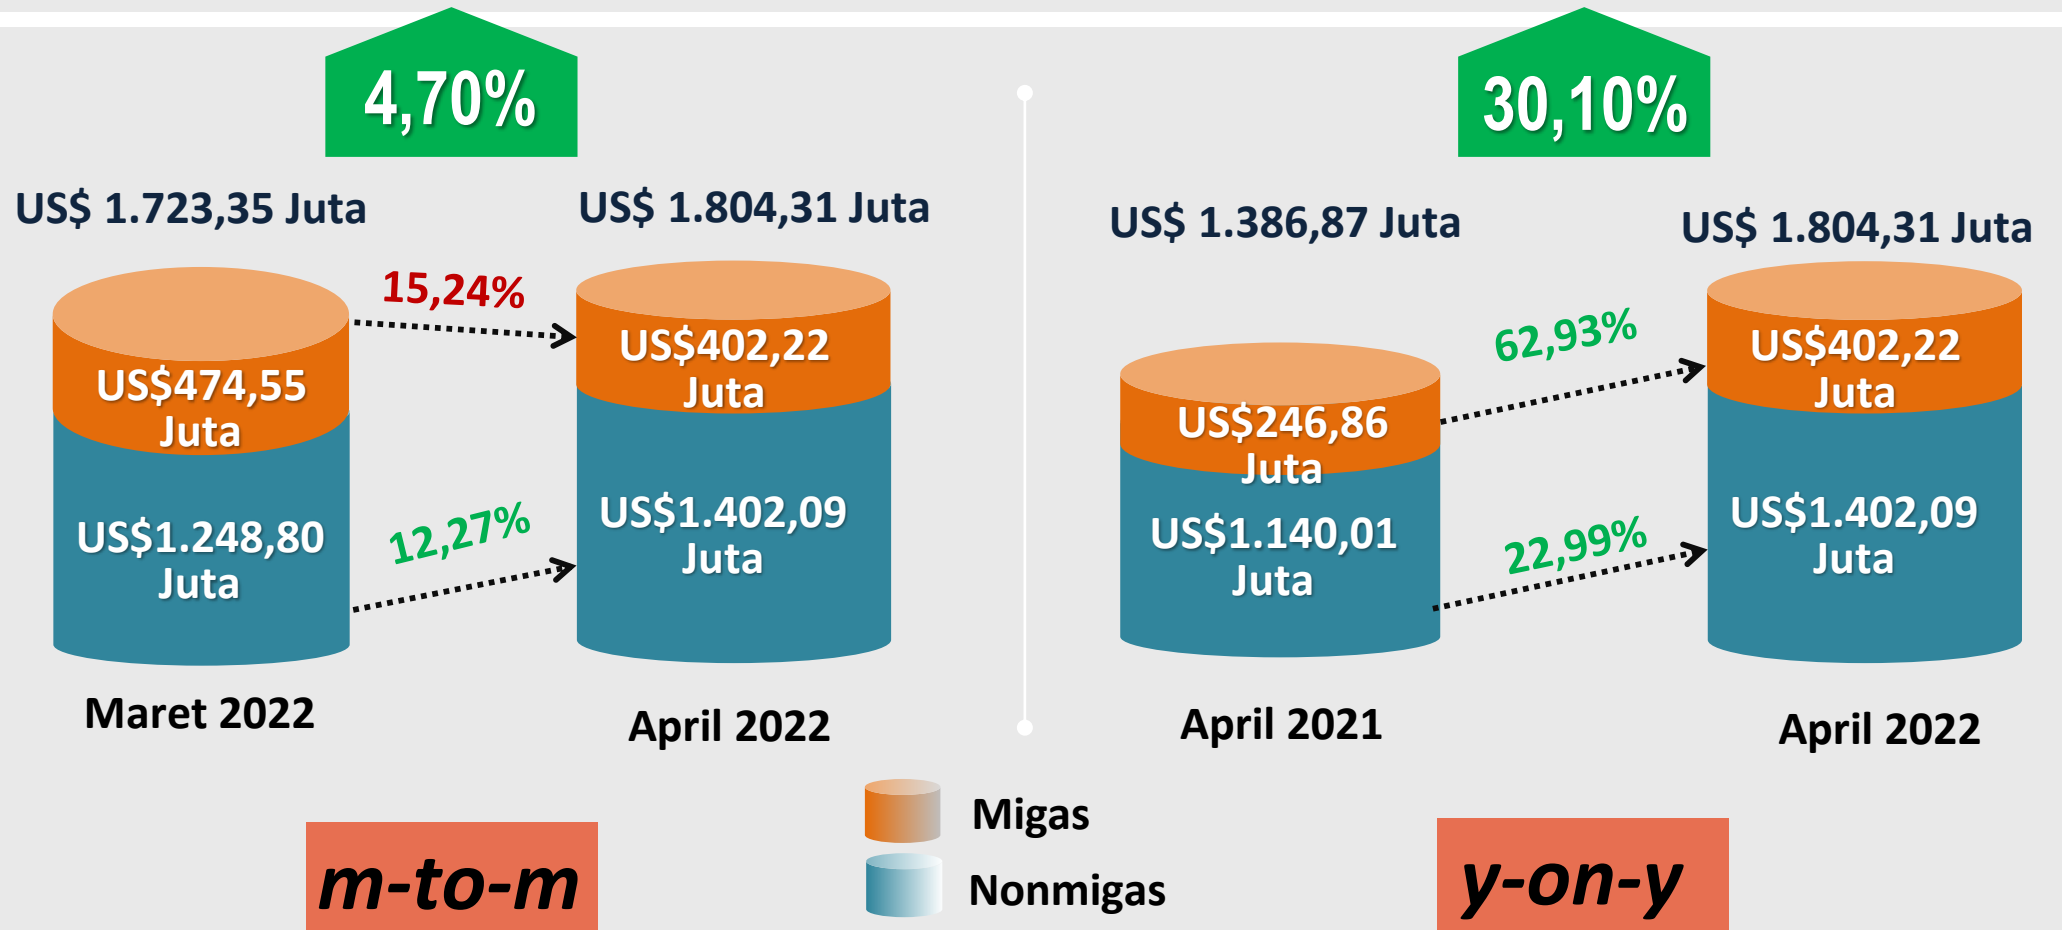 4,70%
US$ 1.723,35 Juta
US$ 1.804,31 Juta
15,24%
US$474,55
Juta
US$402,22
Juta
12,27%
US$1.248,80
Juta
US$1.402,09
Juta
Maret 2022
April 2022
m-to-m
30,10%
US$ 1.386,87 Juta
US$ 1.804,31 Juta
62,93%
US$246,86
Juta
US$402,22
Juta
22,99%
US$1.140,01
Juta
US$1.402,09
Juta
April 2021
April 2022
y-on-y
Migas
Nonmigas